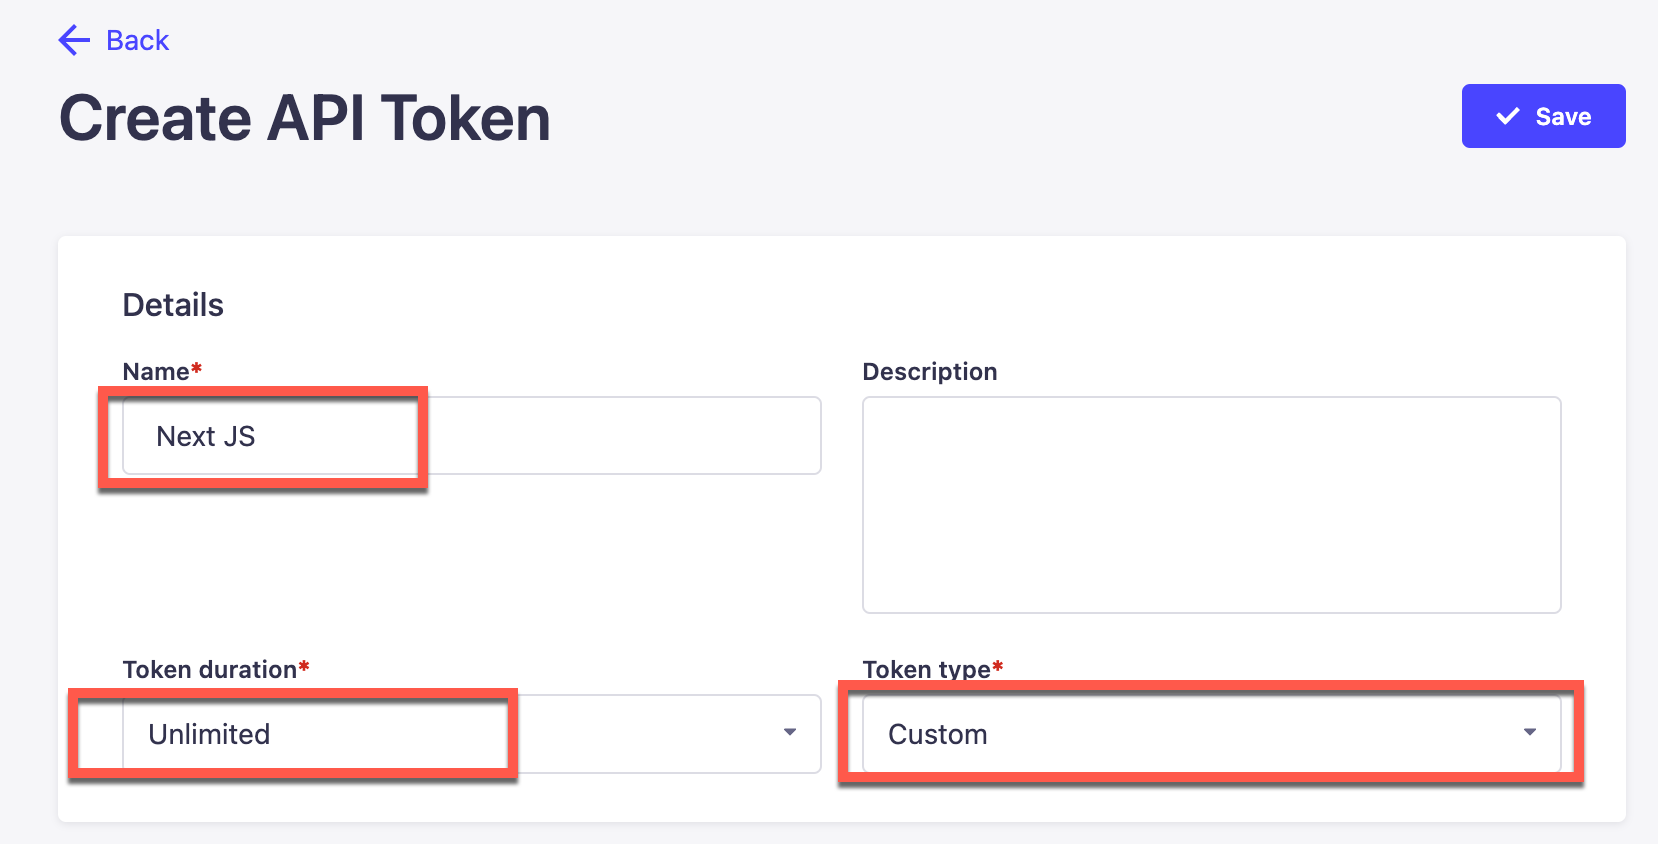 Back
Create API Token
Save
Details
Name*
Description
Next JS
Token duration*
Token type*
Unlimited
Custom